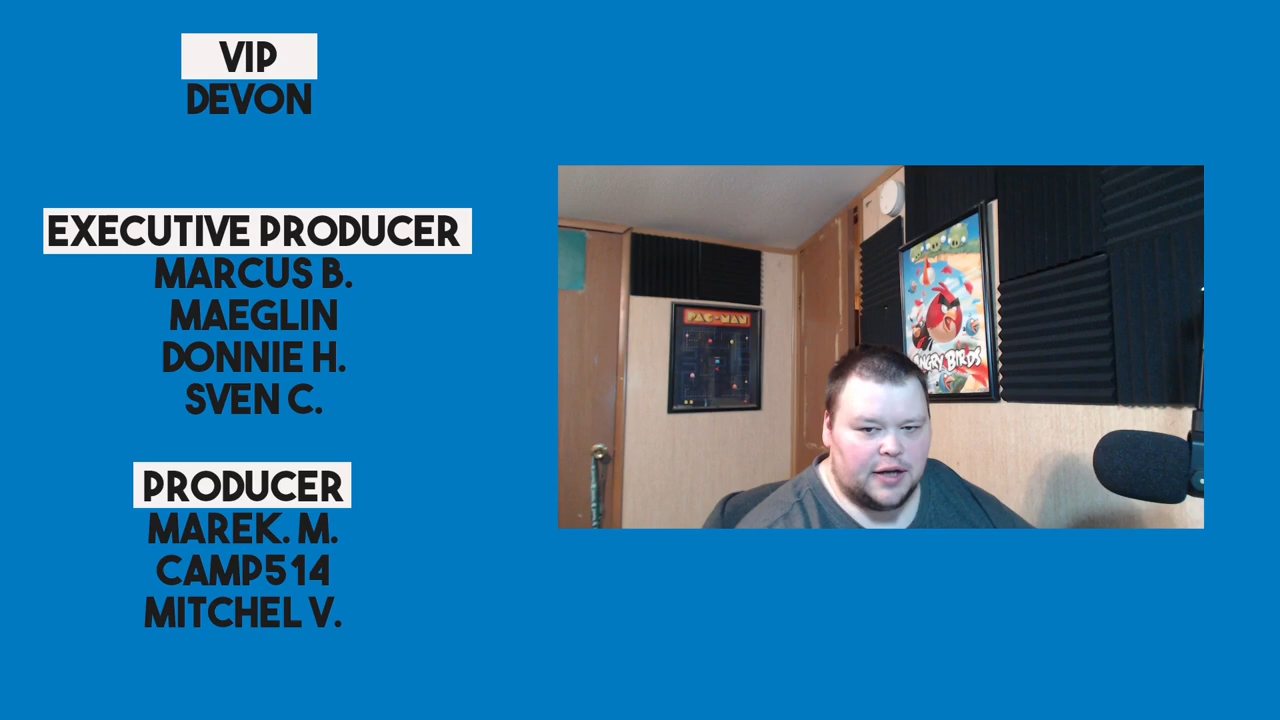 VIP
DEVON
EXECUTIVE PRODUCER
MARCUS B.
MAEGLIN
DONNIE H.
SVEN C.
PRODUCER
MAREK. M.
CAMP514
MITCHEL V.
PAC-MAN
ANGRY BIRDS